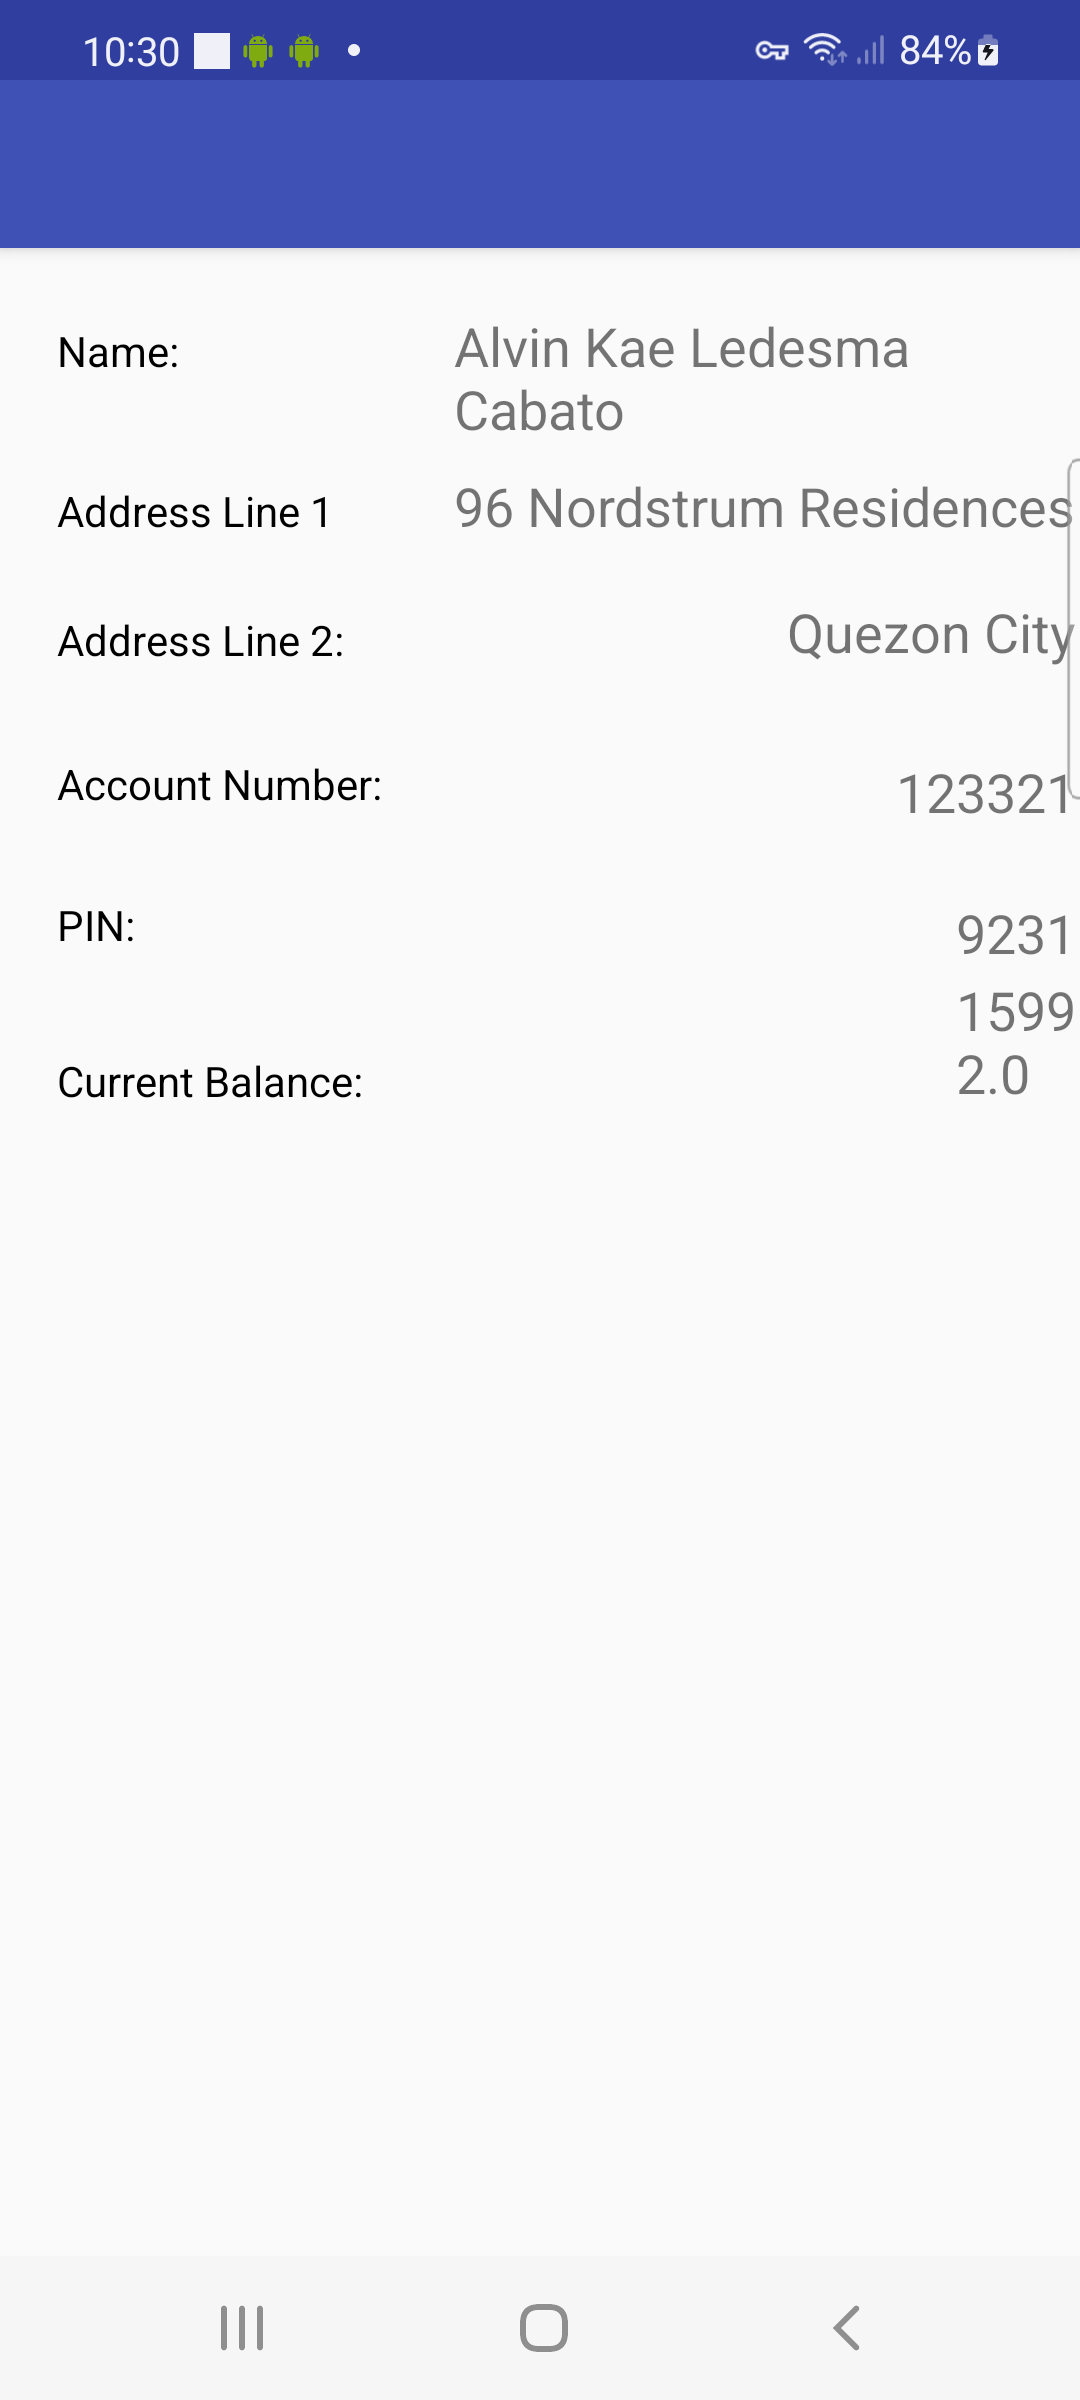 10:30 84%
Name: Alvin Kae Ledesma
Cabato
Address Line 1 96 Nordstrum Residences
Address Line 2: Quezon City
Account Number: 123321
PIN: 9231
1599
Current Balance: 2.0